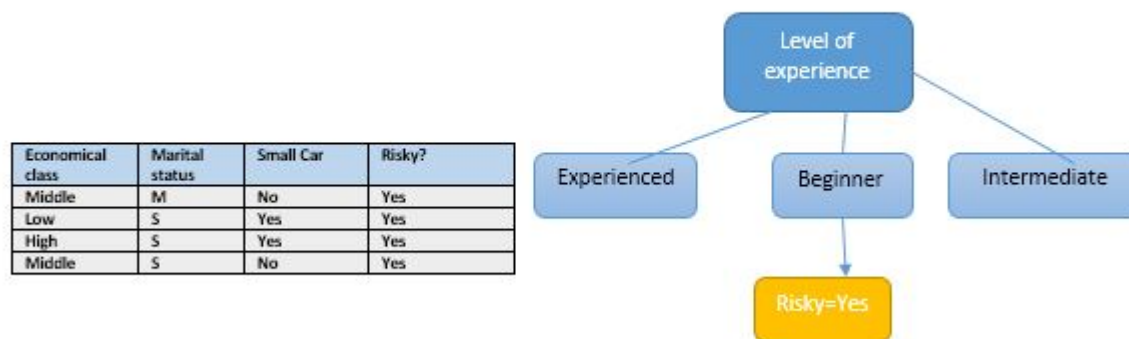 Economical class Marital status Small Car Risky?
Middle M No Yes
Low S Yes Yes
High S Yes Yes
Middle S No Yes
Level of
experience
Experienced Beginner Intermediate
Risky=Yes